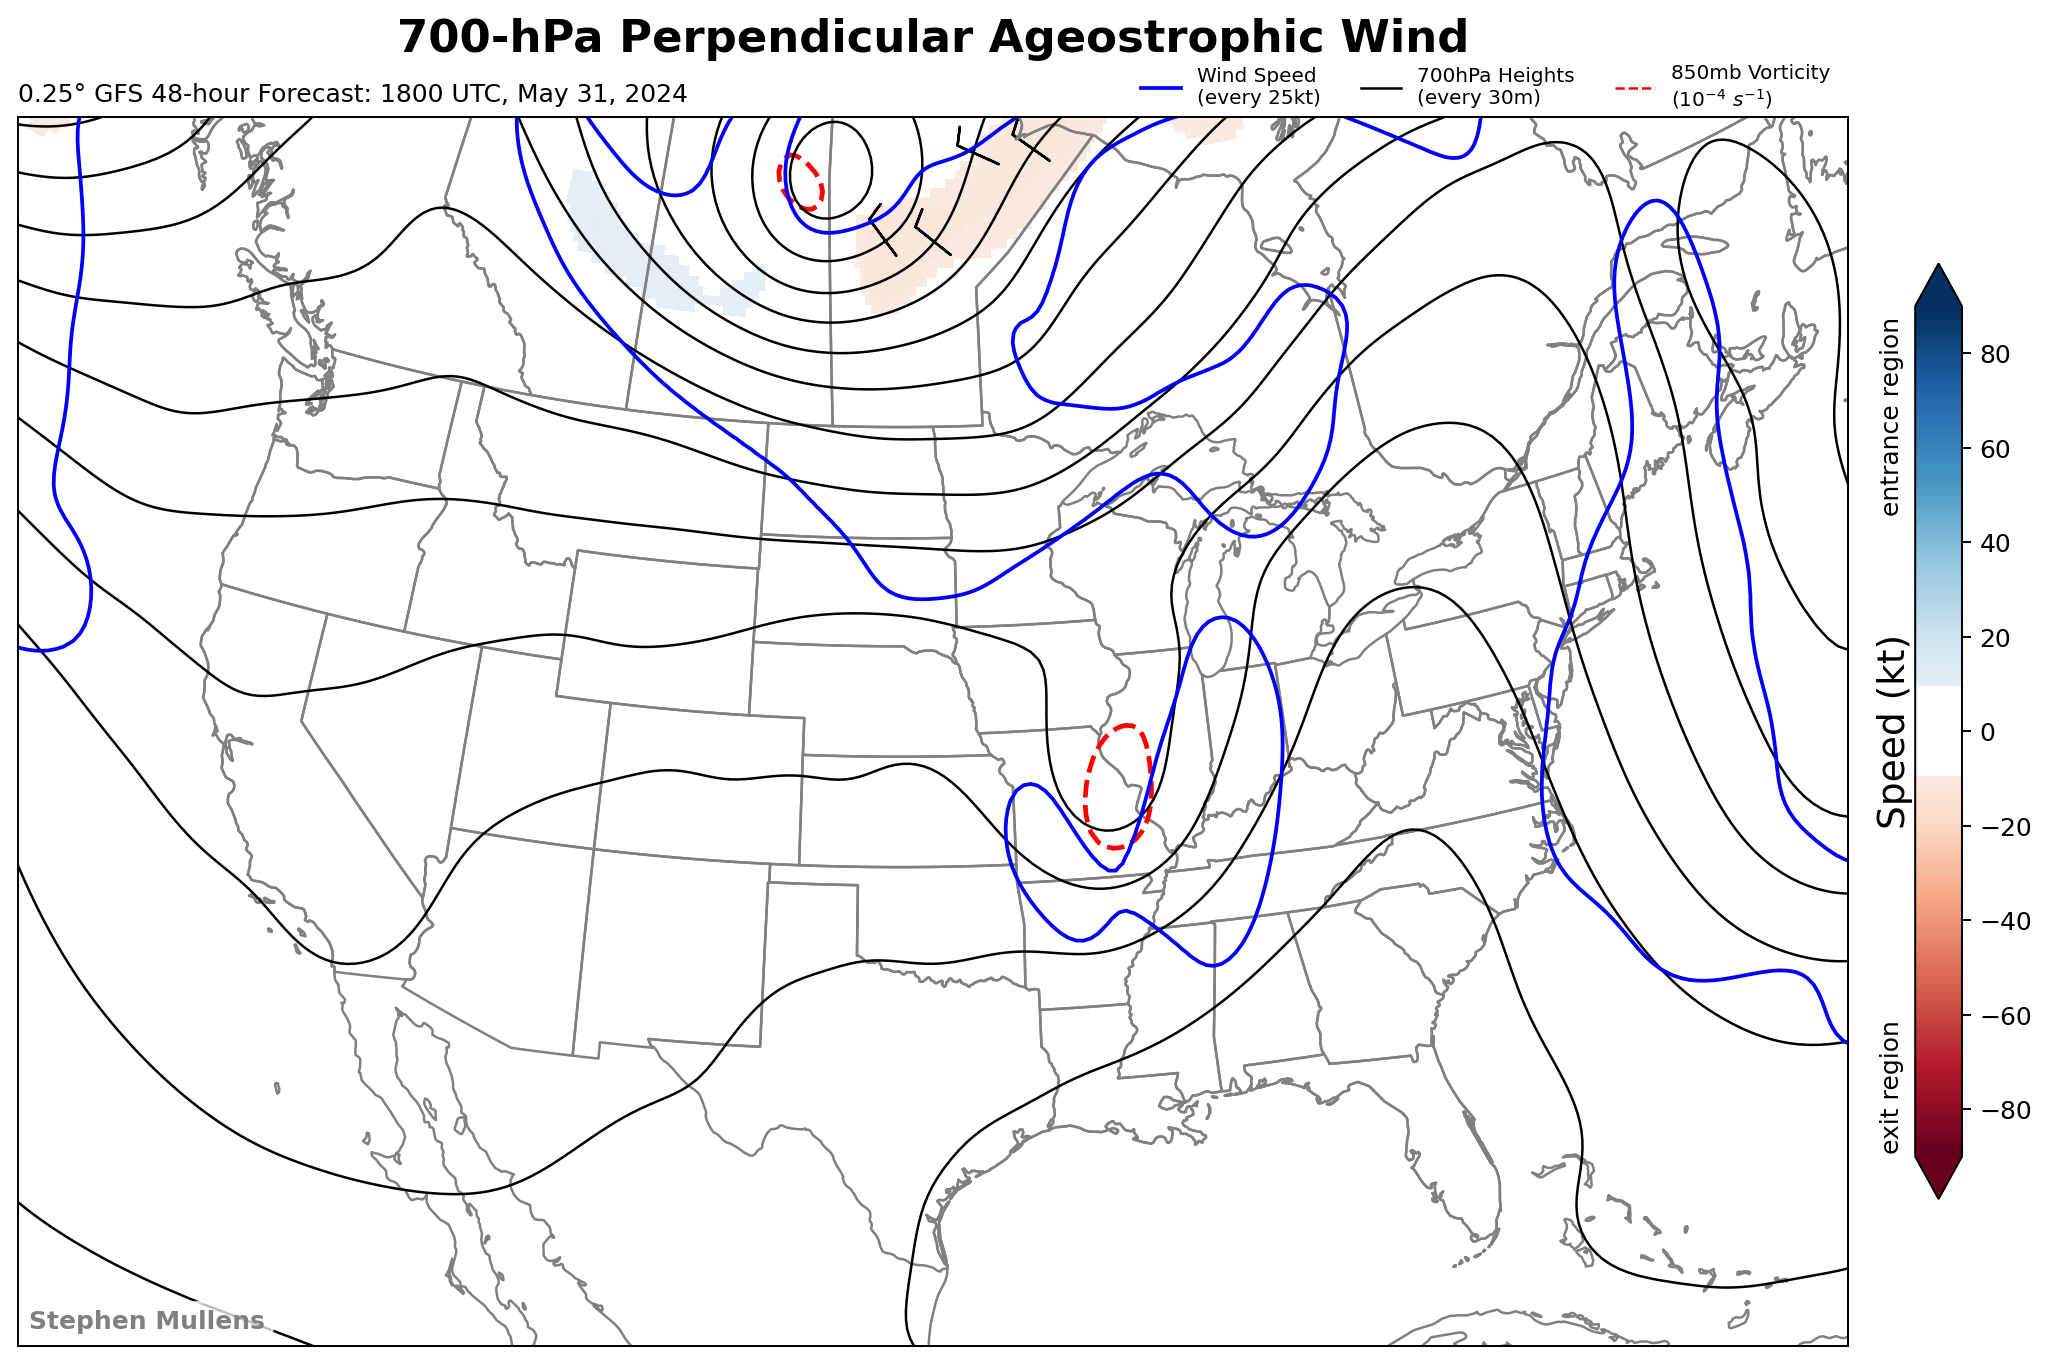 700-hPa Perpendicular Ageostrophic Wind
0.25° GFS 48-hour Forecast: 1800 UTC, May 31, 2024
Wind Speed
(every 25kt)
700hPa Heights
(every 30m)
850mb Vorticity
(10⁻⁴ s⁻¹)
entrance region
Speed (kt)
exit region
80
60
40
20
0
−20
−40
−60
−80
Stephen Mullens